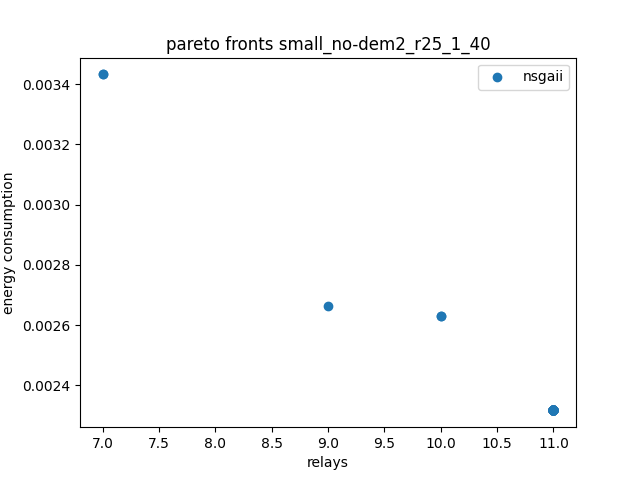 pareto fronts small_no-dem2_r25_1_40
nsgaii
0.0034
0.0032
0.0030
0.0028
0.0026
0.0024
energy consumption
7.0 7.5 8.0 8.5 9.0 9.5 10.0 10.5 11.0
relays